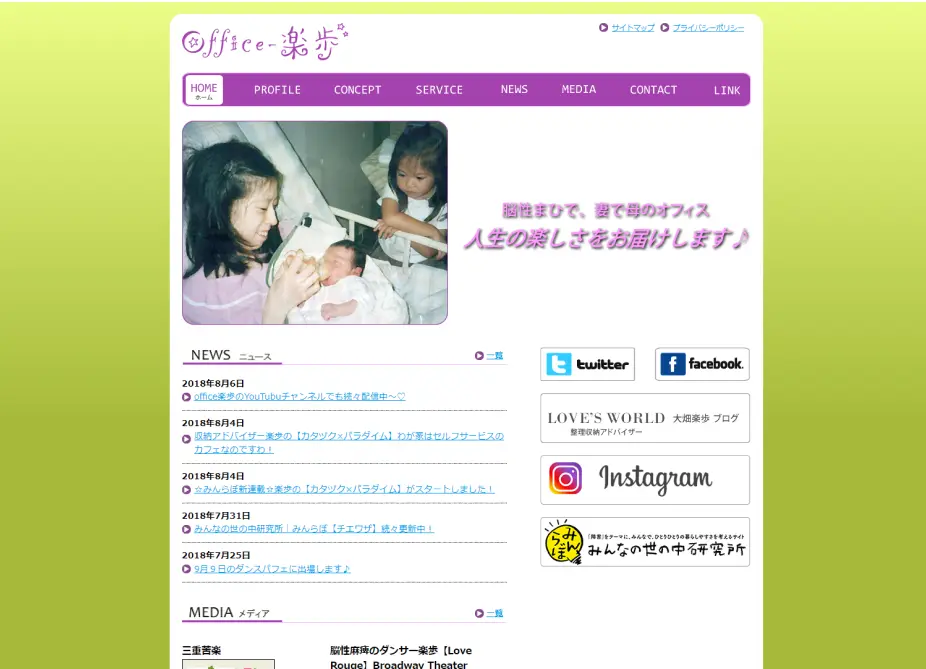 サイトマップ プライバシーポリシー
Office-楽歩
HOME PROFILE CONCEPT SERVICE NEWS MEDIA CONTACT LINK
ホーム
脳性まひで、妻で母のオフィス
人生の楽しさをお届けします♪
NEWS ニュース 一覧
2018年8月6日
office楽歩のYouTubuチャンネルでも続々配信中～♡
2018年8月4日
収納アドバイザー楽歩の【カタヅク×パラダイム】わが家はセルフサービスの
カフェなのですわ！
2018年8月4日
☆みんらぼ新連載☆楽歩の【カタヅク×パラダイム】がスタートしました！
2018年7月31日
みんなの世の中研究所｜みんらぼ【チエワザ】続々更新中！
2018年7月25日
9月９日のダンスパフェに出場します♪
twitter facebook.
LOVE'S WORLD 大畑楽歩 ブログ
整理収納アドバイザー
Instagram
みんらぼ
「障害」をテーマに、みんなで、ひとりひとりの暮らしやすさを考えるサイト
みんなの世の中研究所
MEDIA メディア 一覧
三重苦楽
脳性麻痺のダンサー楽歩【Love
Rouge】Broadway Theater